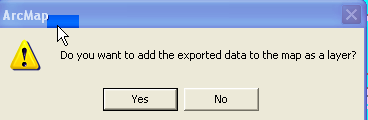 ArcMap
Do you want to add the exported data to the map as a layer?
Yes
No